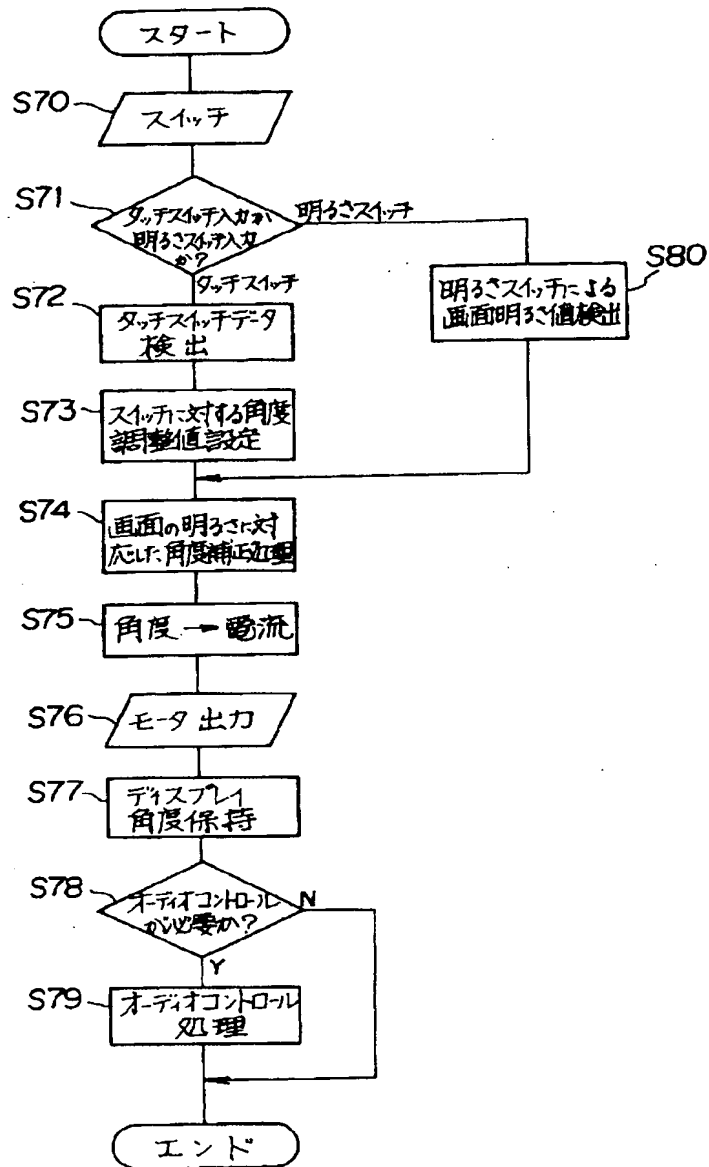 スタート
S70
スイッチ
S71
タッチスイッチ入力か
明るさスイッチ入力
か?
明るさスイッチ
タッチスイッチ
S80
明るさスイッチによる
画面明るさ値検出
S72
タッチスイッチデータ
検出
S73
スイッチに対する角度
調整値設定
S74
画面の明るさに対
応した角度補正処理
S75
角度→電流
S76
モータ出力
S77
ディスプレイ
角度保持
S78
オーディオコントロール
が必要か?
N
Y
S79
オーディオコントロール
処理
エンド